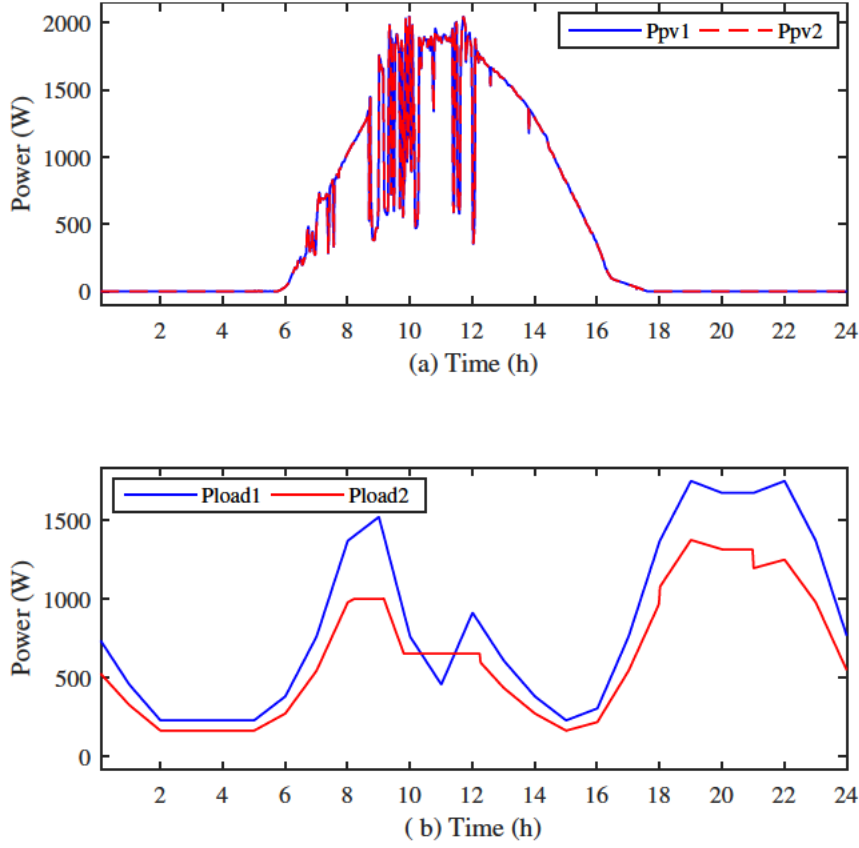 2000
1500
1000
500
0
Power (W)
Ppv1 Ppv2
2 4 6 8 10 12 14 16 18 20 22 24
(a) Time (h)
1500
1000
500
0
Power (W)
Pload1 Pload2
2 4 6 8 10 12 14 16 18 20 22 24
( b) Time (h)